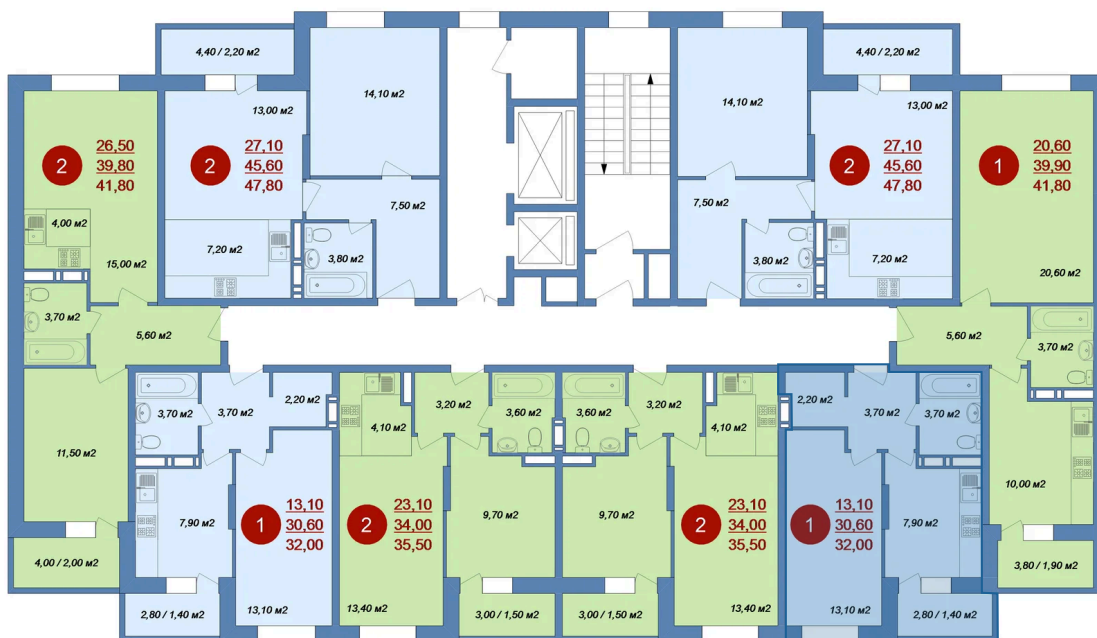 4,40 / 2,20 м2
14,10 м2
13,00 м2
2
27,10
45,60
47,80
7,50 м2
7,20 м2
3,80 м2
2
26,50
39,80
41,80
4,00 м2
15,00 м2
3,70 м2
5,60 м2
11,50 м2
4,00 / 2,00 м2
14,10 м2
4,40 / 2,20 м2
13,00 м2
2
27,10
45,60
47,80
7,50 м2
3,80 м2
7,20 м2
1
20,60
39,90
41,80
20,60 м2
5,60 м2
3,70 м2
10,00 м2
3,80 / 1,90 м2
3,70 м2
3,70 м2
2,20 м2
7,90 м2
1
13,10
30,60
32,00
13,10 м2
2,80 / 1,40 м2
4,10 м2
3,20 м2
3,60 м2
2
23,10
34,00
35,50
9,70 м2
13,40 м2
3,00 / 1,50 м2
3,60 м2
3,20 м2
4,10 м2
9,70 м2
2
23,10
34,00
35,50
3,00 / 1,50 м2
13,40 м2
2,20 м2
3,70 м2
3,70 м2
1
13,10
30,60
32,00
7,90 м2
13,10 м2
2,80 / 1,40 м2